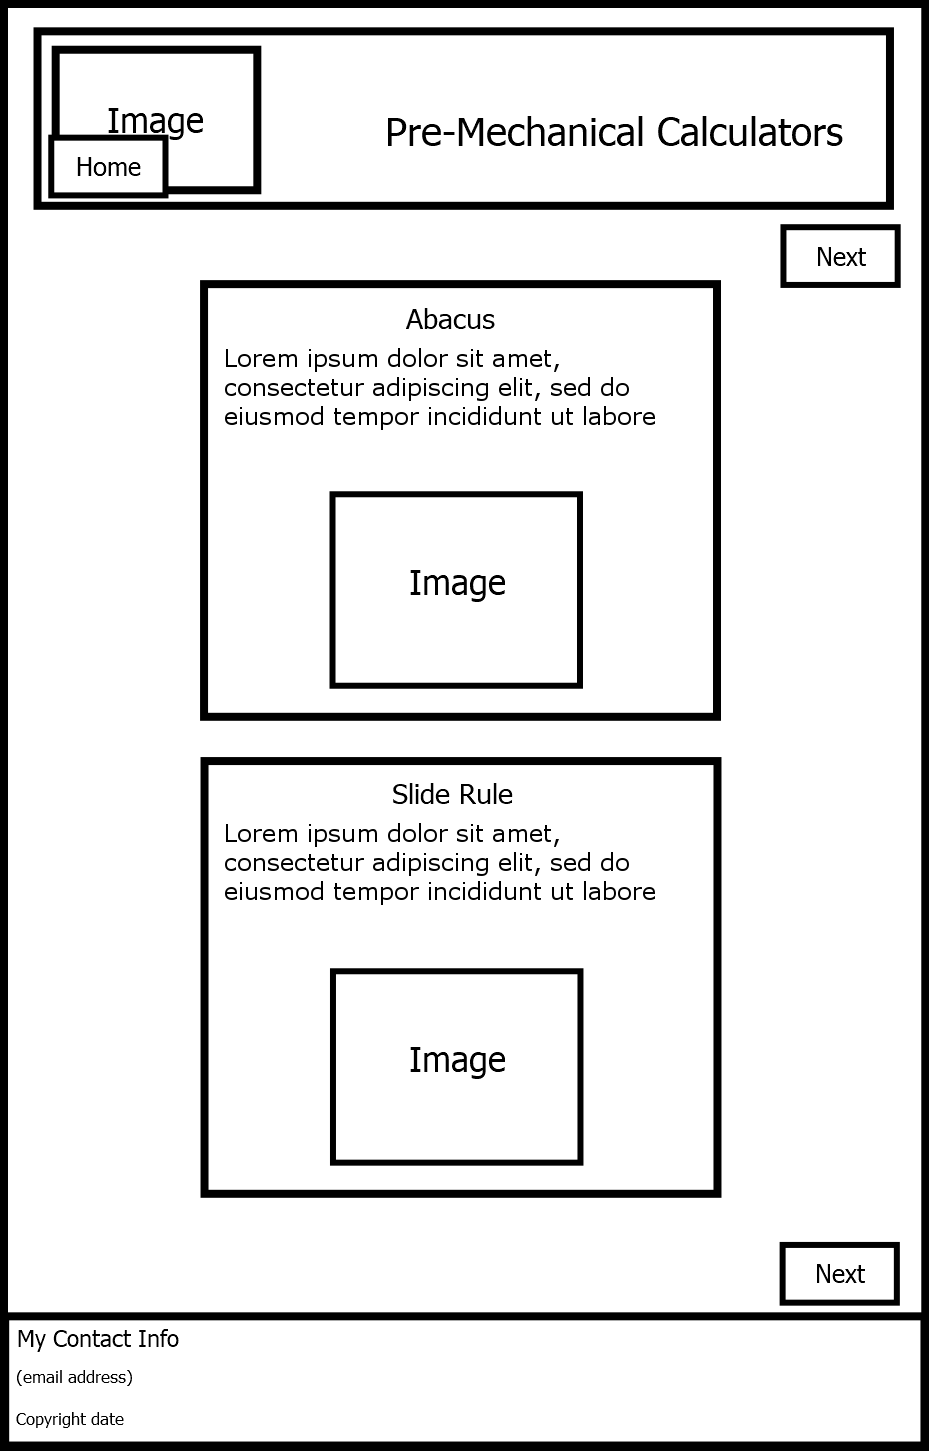 Image
Pre-Mechanical Calculators
Home
Next
Abacus
Lorem ipsum dolor sit amet,
consectetur adipiscing elit, sed do
eiusmod tempor incididunt ut labore
Image
Slide Rule
Lorem ipsum dolor sit amet,
consectetur adipiscing elit, sed do
eiusmod tempor incididunt ut labore
Image
Next
My Contact Info
(email address)
Copyright date